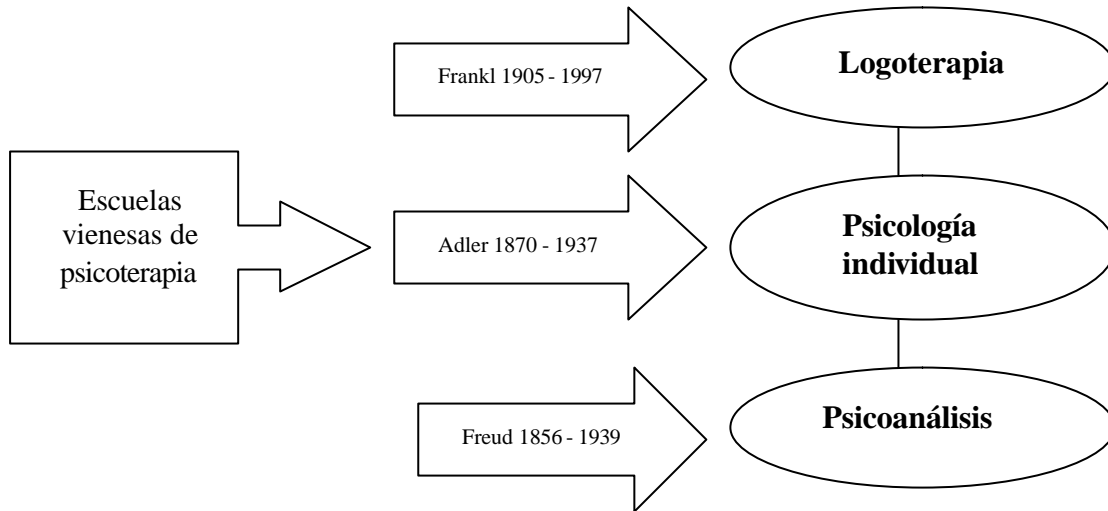 Frankl 1905 - 1997
Logoterapia
Escuelas
vienesas de
psicoterapia
Adler 1870 - 1937
Psicología
individual
Freud 1856 - 1939
Psicoanálisis